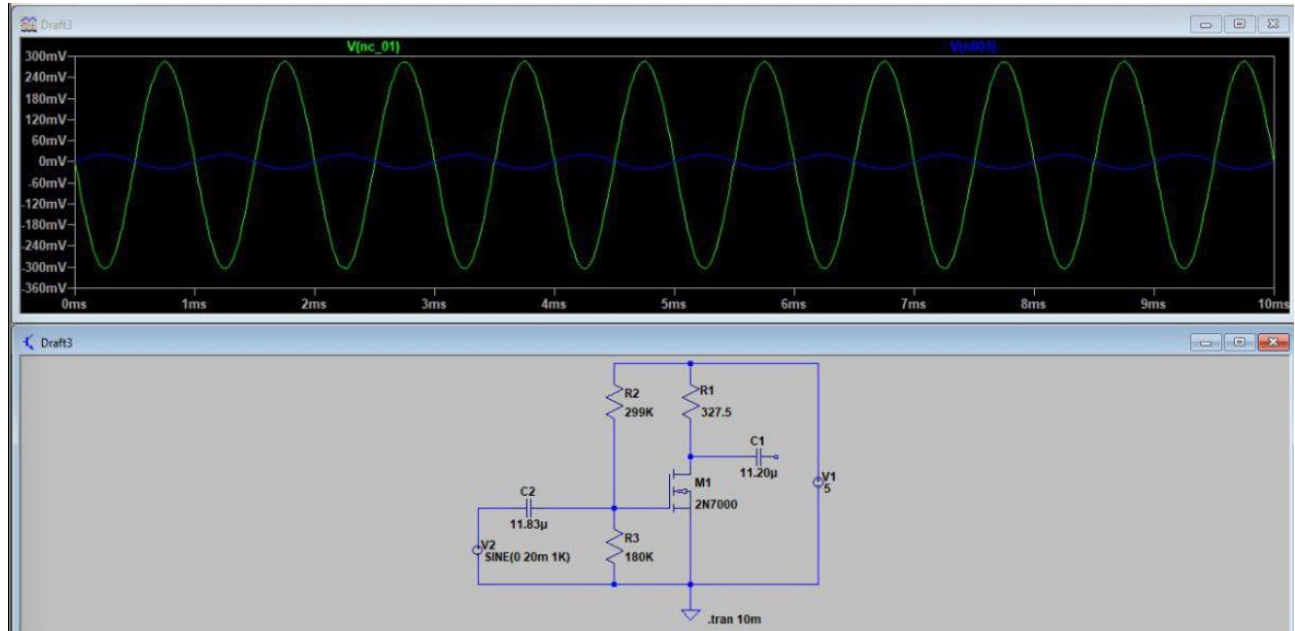 Draft3
V(nc_01) V(n003)
300mV
240mV
180mV
120mV
60mV
0mV
-60mV
-120mV
-180mV
-240mV
-300mV
-360mV
0ms 1ms 2ms 3ms 4ms 5ms 6ms 7ms 8ms 9ms 10ms
Draft3
R2
299K
R1
327.5
C1
11.20µ
V1
5
M1
2N7000
C2
11.83µ
V2
SINE(0 20m 1K)
R3
180K
.tran 10m